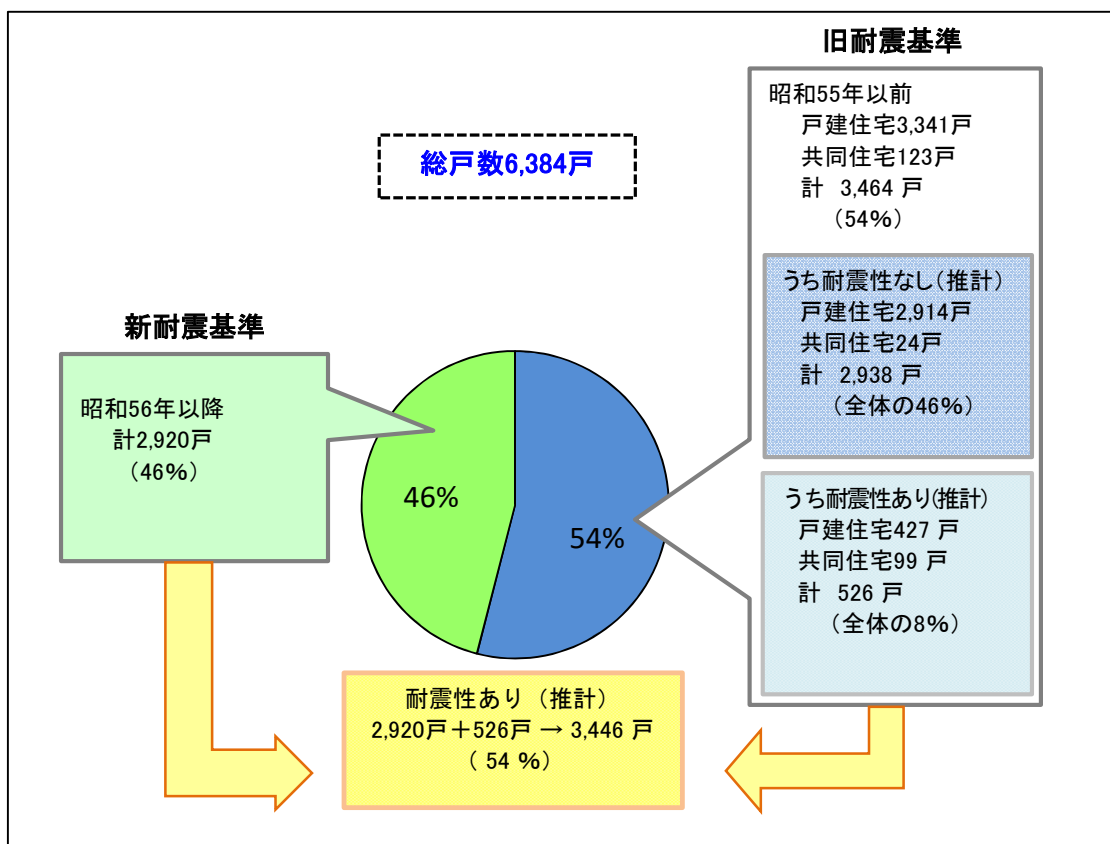 旧耐震基準
昭和55年以前
戸建住宅3,341戸
共同住宅123戸
計 3,464 戸
（54%）
総戸数6,384戸
うち耐震性なし（推計）
戸建住宅2,914戸
共同住宅24戸
計 2,938 戸
（全体の46%）
新耐震基準
昭和56年以降
計2,920戸
（46%）
46%
54%
うち耐震性あり(推計）
戸建住宅427 戸
共同住宅99 戸
計 526 戸
（全体の8%）
耐震性あり （推計）
2,920戸＋526戸 → 3,446 戸
（ 54 %）